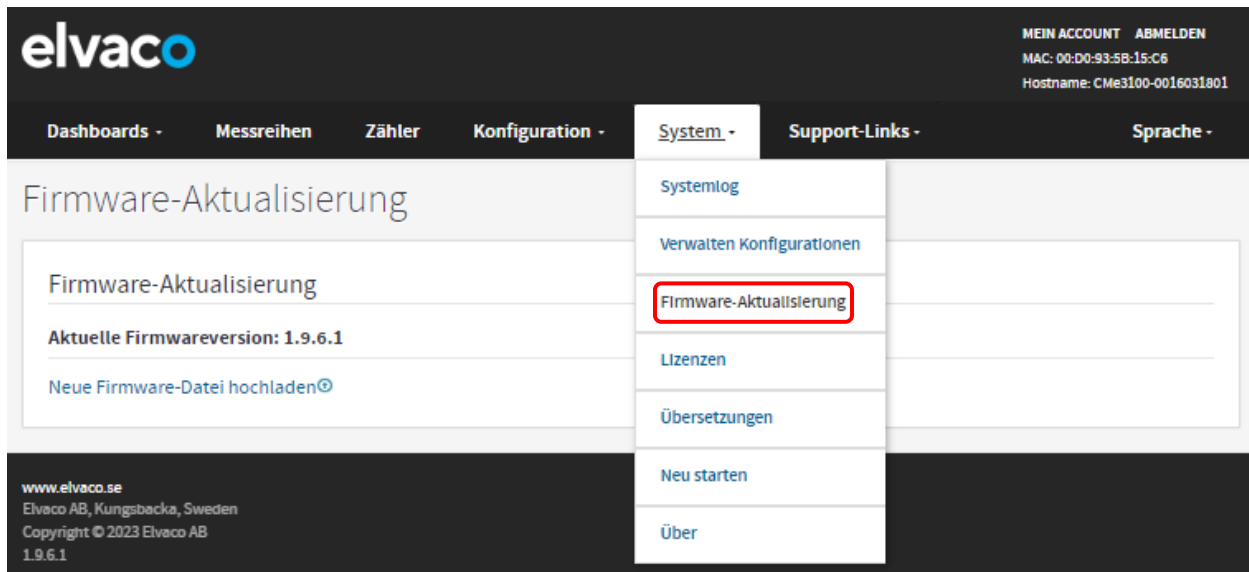 elvaco
MEIN ACCOUNT ABMELDEN
MAC: 00:D0:93:5B:15:C6
Hostname: CMe3100-0016031801
Dashboards Messreihen Zähler Konfiguration System Support-Links Sprache
Firmware-Aktualisierung
Firmware-Aktualisierung
Aktuelle Firmwareversion: 1.9.6.1
Neue Firmware-Datei hochladen
Systemlog
Verwalten Konfigurationen
Firmware-Aktualisierung
Lizenzen
Übersetzungen
Neu starten
Über
www.elvaco.se
Elvaco AB, Kungsbacka, Sweden
Copyright © 2023 Elvaco AB
1.9.6.1